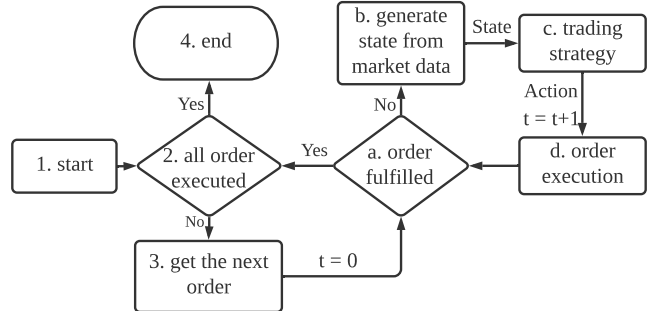 4. end
b. generate
state from
market data
State
c. trading
strategy
Yes
No
Action
t = t+1
1. start
2. all order
executed
Yes
a. order
fulfilled
d. order
execution
No
3. get the next
order
t = 0